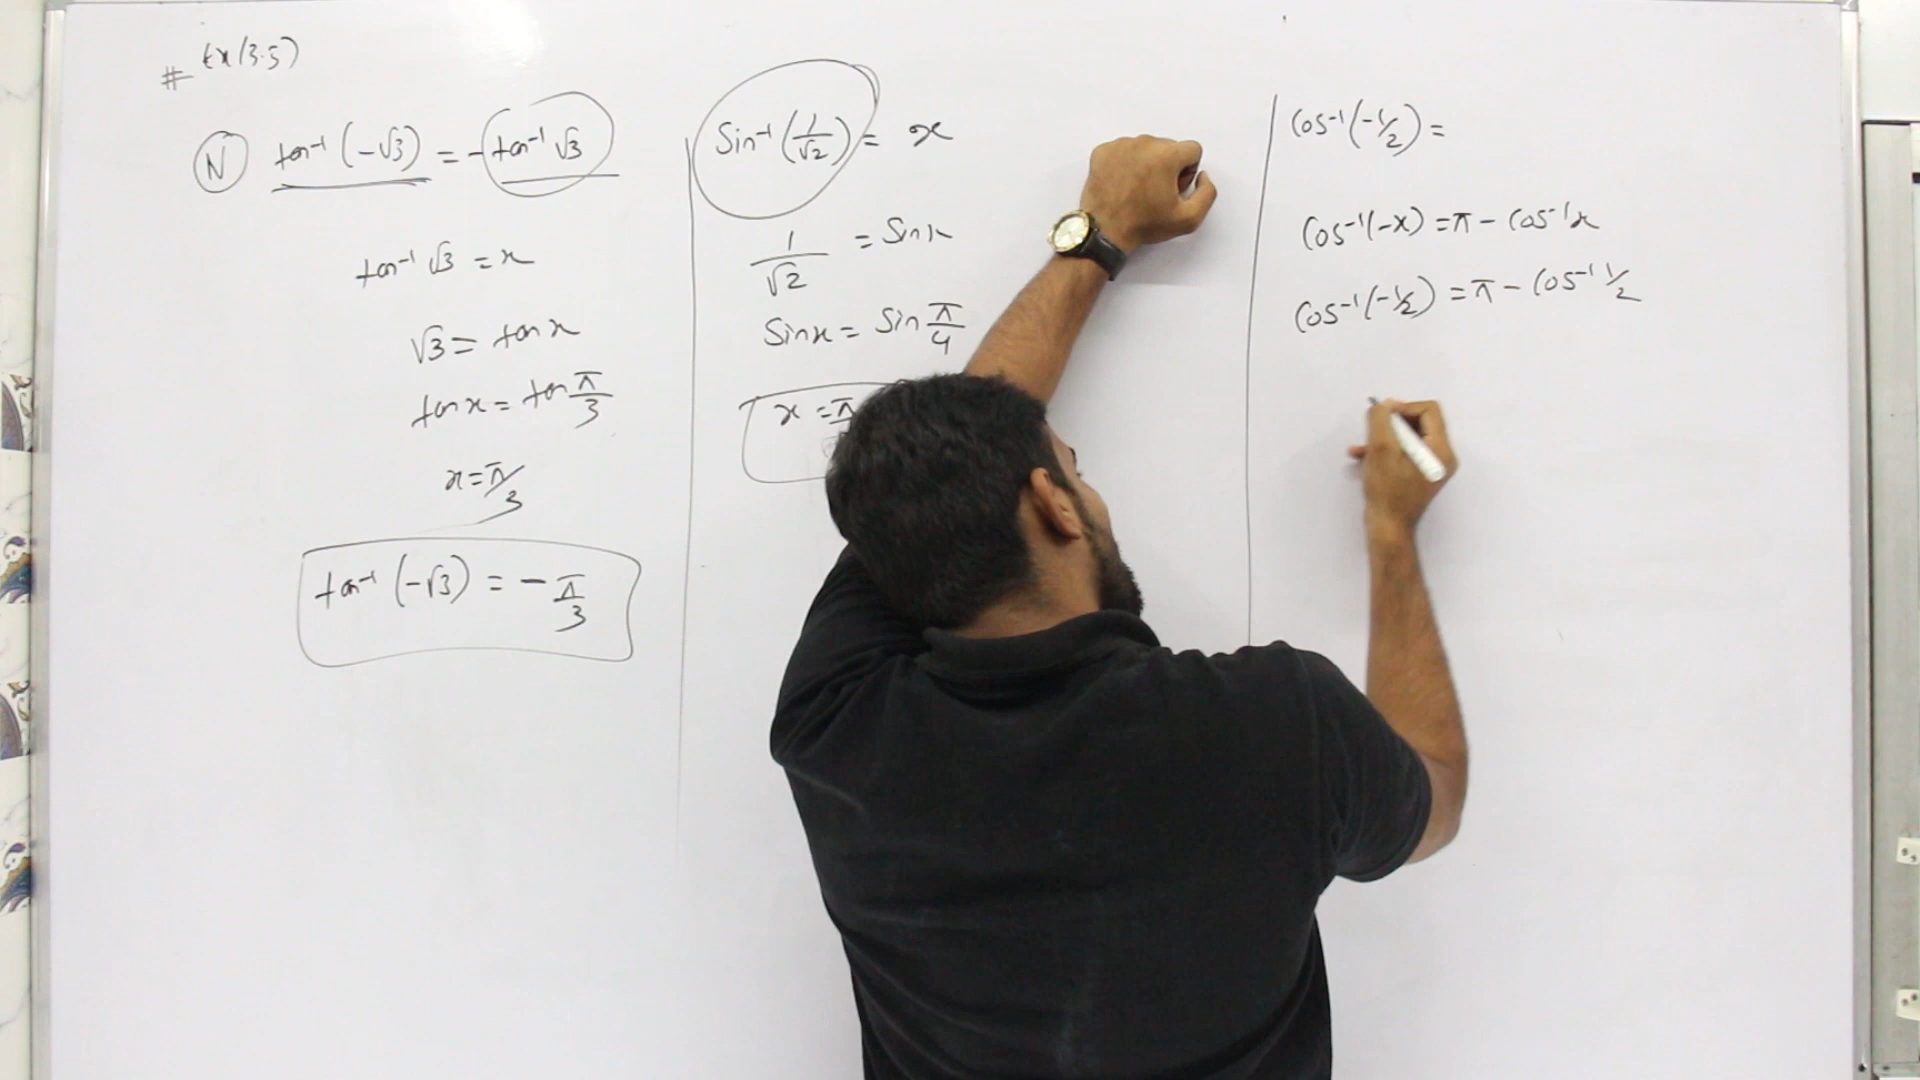 # Ex(3.5)
(N) tan⁻¹(-√3) = -tan⁻¹ √3
tan⁻¹ √3 = x
√3 = tan x
tan x = tan π/3
x = π/3
tan⁻¹ (-√3) = - π/3
Sin⁻¹ (1/√2) = x
1/√2 = Sin x
Sin x = Sin π/4
x = π
Cos⁻¹(-1/2) =
Cos⁻¹(-x) = π - Cos⁻¹x
Cos⁻¹(-1/2) = π - Cos⁻¹ 1/2